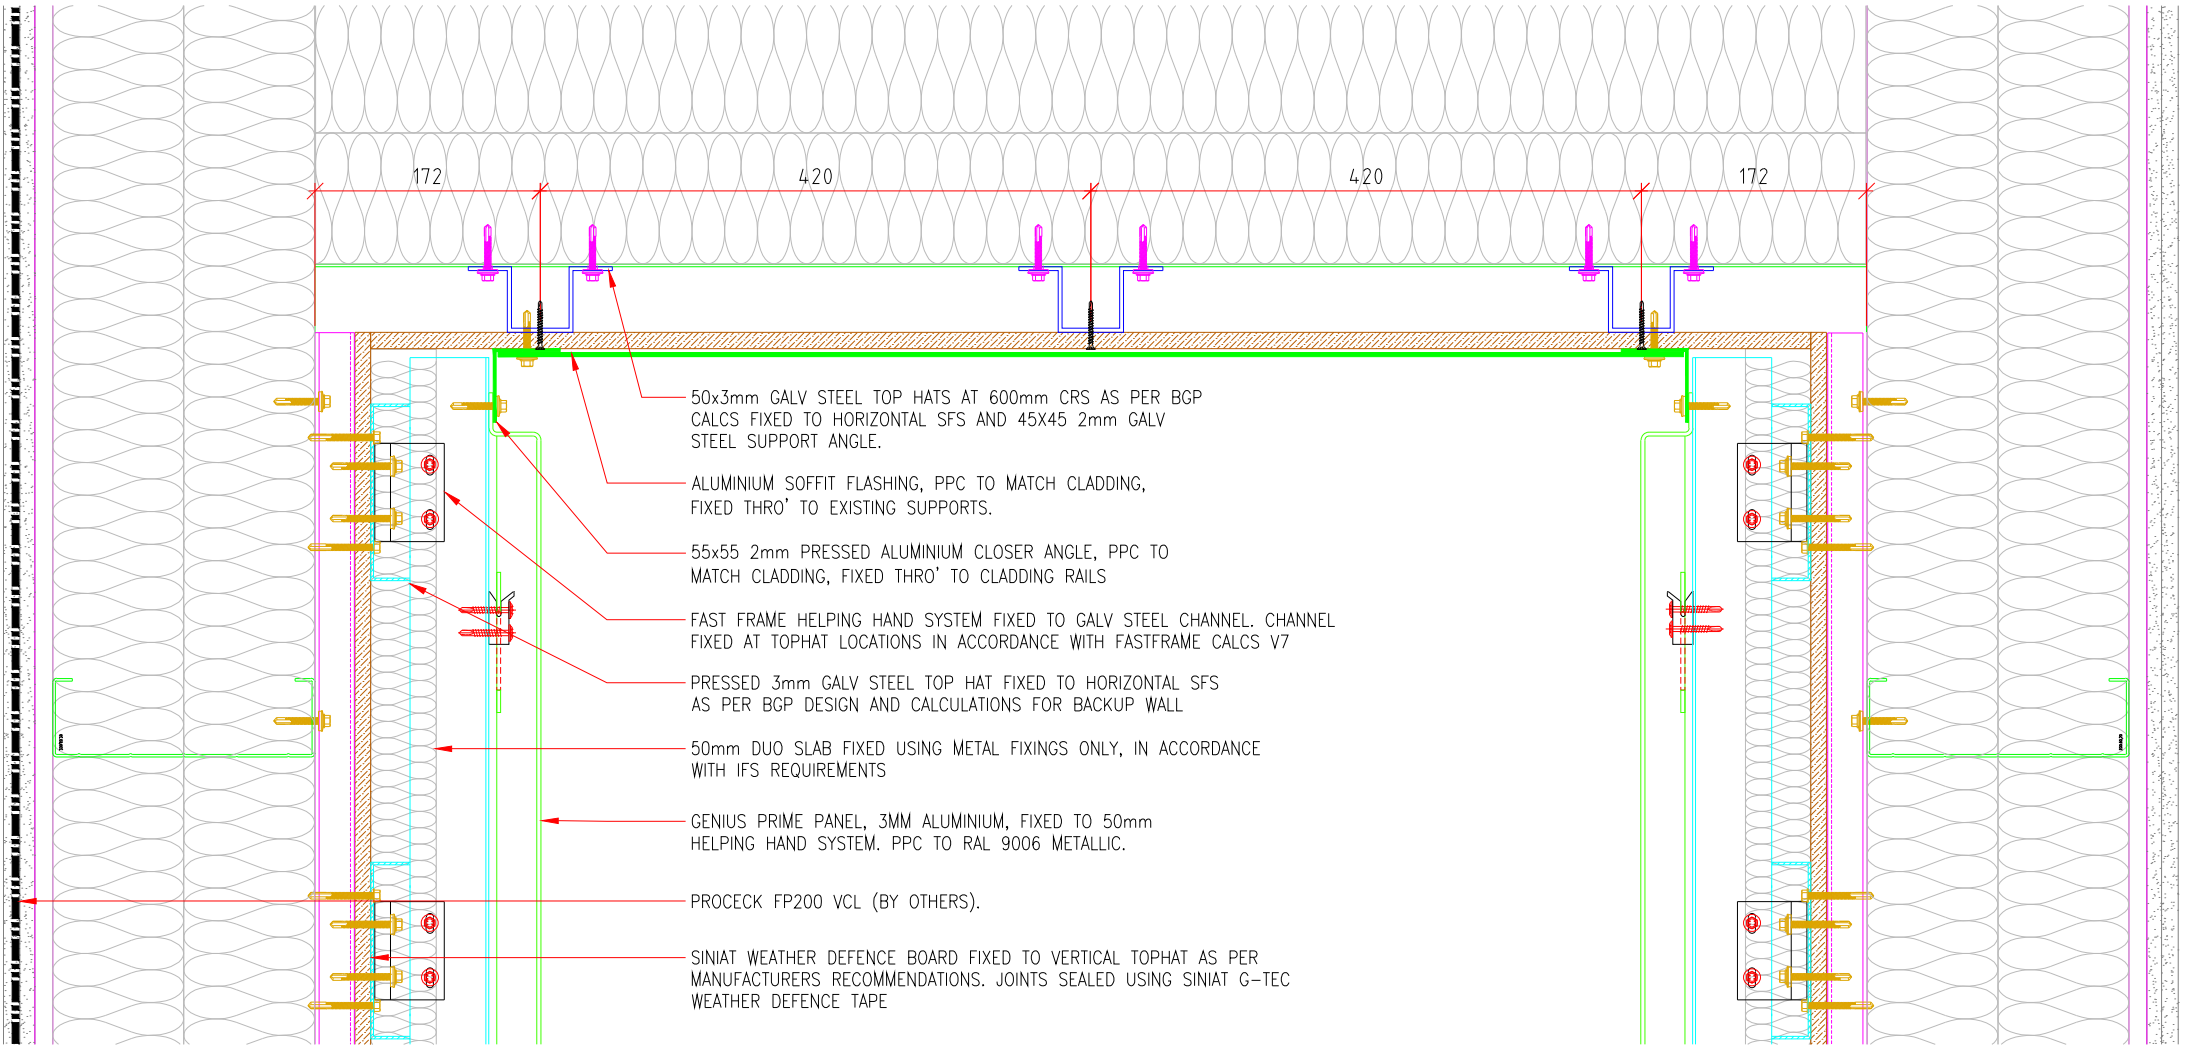 172 420 420 172
50x3mm GALV STEEL TOP HATS AT 600mm CRS AS PER BGP
CALCS FIXED TO HORIZONTAL SFS AND 45X45 2mm GALV
STEEL SUPPORT ANGLE.
ALUMINIUM SOFFIT FLASHING, PPC TO MATCH CLADDING,
FIXED THRO' TO EXISTING SUPPORTS.
55x55 2mm PRESSED ALUMINIUM CLOSER ANGLE, PPC TO
MATCH CLADDING, FIXED THRO' TO CLADDING RAILS
FAST FRAME HELPING HAND SYSTEM FIXED TO GALV STEEL CHANNEL. CHANNEL
FIXED AT TOPHAT LOCATIONS IN ACCORDANCE WITH FASTFRAME CALCS V7
PRESSED 3mm GALV STEEL TOP HAT FIXED TO HORIZONTAL SFS
AS PER BGP DESIGN AND CALCULATIONS FOR BACKUP WALL
50mm DUO SLAB FIXED USING METAL FIXINGS ONLY, IN ACCORDANCE
WITH IFS REQUIREMENTS
GENIUS PRIME PANEL, 3MM ALUMINIUM, FIXED TO 50mm
HELPING HAND SYSTEM. PPC TO RAL 9006 METALLIC.
PROCECK FP200 VCL (BY OTHERS).
SINIAT WEATHER DEFENCE BOARD FIXED TO VERTICAL TOPHAT AS PER
MANUFACTURERS RECOMMENDATIONS. JOINTS SEALED USING SINIAT G-TEC
WEATHER DEFENCE TAPE